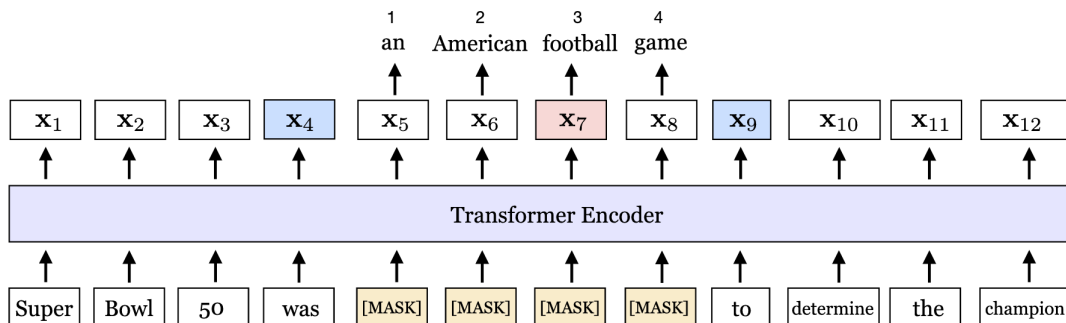 1 2 3 4
an American football game
x₁ x₂ x₃ x₄ x₅ x₆ x₇ x₈ x₉ x₁₀ x₁₁ x₁₂
Transformer Encoder
Super Bowl 50 was [MASK] [MASK] [MASK] [MASK] to determine the champion